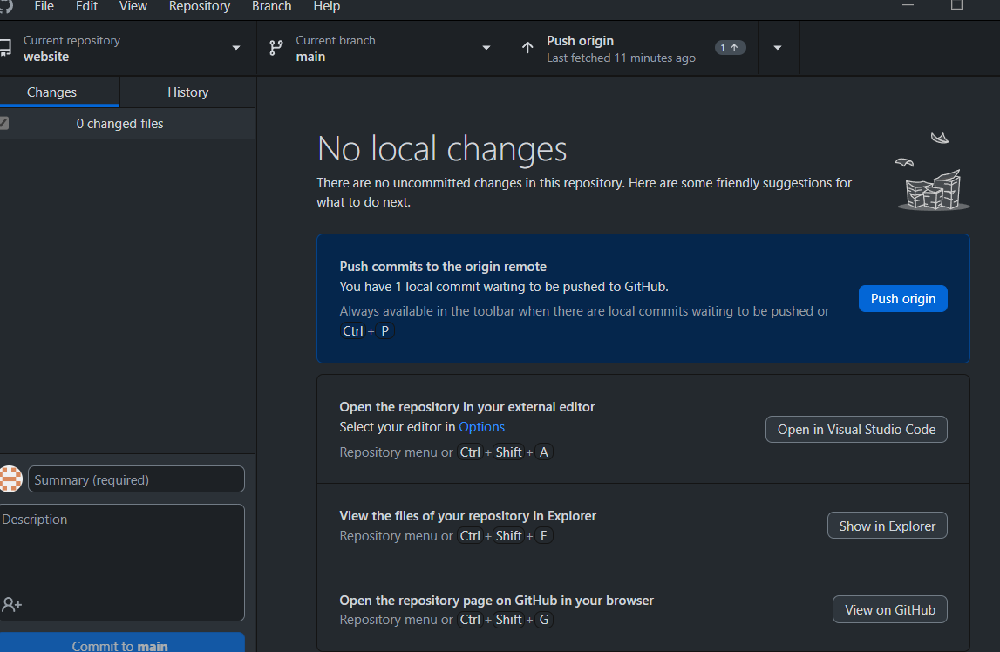 File Edit View Repository Branch Help
Current repository
website
Current branch
main
Push origin
Last fetched 11 minutes ago
1
Changes
History
0 changed files
No local changes
There are no uncommitted changes in this repository. Here are some friendly suggestions for
what to do next.
Push commits to the origin remote
You have 1 local commit waiting to be pushed to GitHub.
Always available in the toolbar when there are local commits waiting to be pushed or
Ctrl + P
Push origin
Open the repository in your external editor
Select your editor in Options
Repository menu or Ctrl + Shift + A
Open in Visual Studio Code
View the files of your repository in Explorer
Repository menu or Ctrl + Shift + F
Show in Explorer
Open the repository page on GitHub in your browser
Repository menu or Ctrl + Shift + G
View on GitHub
Summary (required)
Description
Commit to main